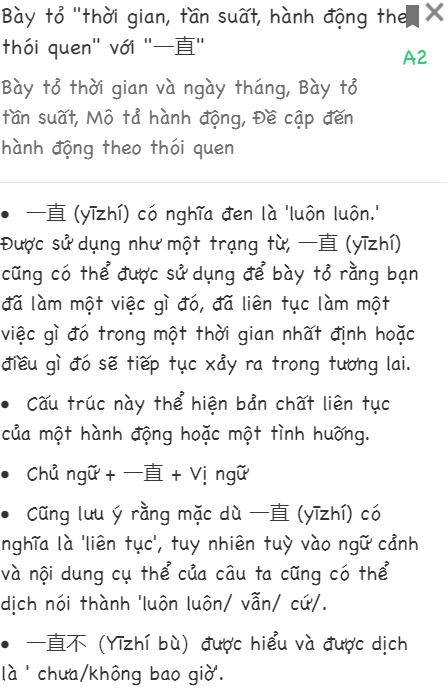 Bày tỏ "thời gian, tần suất, hành động the
thói quen" với "一直"
A2
Bày tỏ thời gian và ngày tháng, Bày tỏ
tần suất, Mô tả hành động, Đề cập đến
hành động theo thói quen
• 一直 (yīzhí) có nghĩa đen là 'luôn luôn.'
Được sử dụng như một trạng từ, 一直 (yīzhí)
cũng có thể được sử dụng để bày tỏ rằng bạn
đã làm một việc gì đó, đã liên tục làm một
việc gì đó trong một thời gian nhất định hoặc
điều gì đó sẽ tiếp tục xảy ra trong tương lai.
• Cấu trúc này thể hiện bản chất liên tục
của một hành động hoặc một tình huống.
• Chủ ngữ + 一直 + Vị ngữ
• Cũng lưu ý rằng mặc dù 一直 (yīzhí) có
nghĩa là 'liên tục', tuy nhiên tuỳ vào ngữ cảnh
và nội dung cụ thể của câu ta cũng có thể
dịch nói thành 'luôn luôn/ vẫn/ cứ/.
• 一直不 (Yīzhí bù) được hiểu và được dịch
là ' chưa/không bao giờ'.